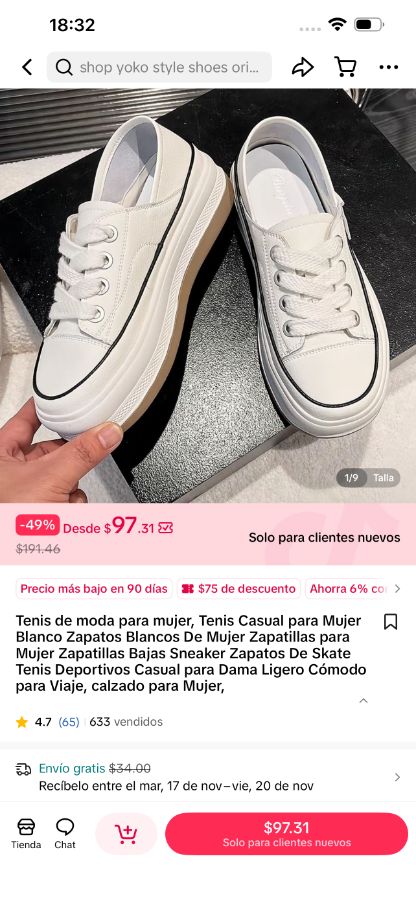 18:32
shop yoko style shoes ori...
1/9 Talla
-49% Desde $97.31
$191.46
Solo para clientes nuevos
Precio más bajo en 90 días
$75 de descuento
Ahorra 6% co
Tenis de moda para mujer, Tenis Casual para Mujer
Blanco Zapatos Blancos De Mujer Zapatillas para
Mujer Zapatillas Bajas Sneaker Zapatos De Skate
Tenis Deportivos Casual para Dama Ligero Cómodo
para Viaje, calzado para Mujer,
4.7 (65) 633 vendidos
Envío gratis $34.00
Recíbelo entre el mar, 17 de nov–vie, 20 de nov
Tienda
Chat
$97.31
Solo para clientes nuevos